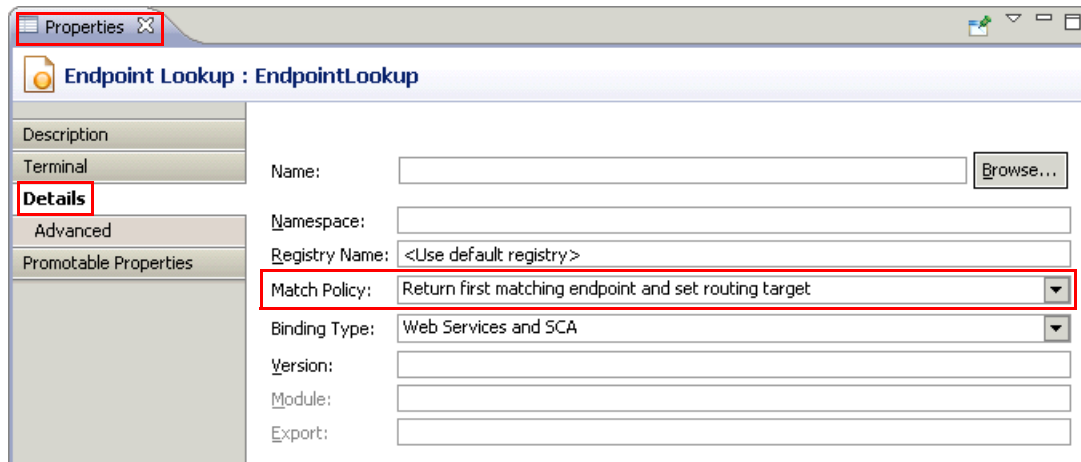 Properties
Endpoint Lookup : EndpointLookup
Description
Terminal
Details
Advanced
Promotable Properties
Name:
Browse...
Namespace:
Registry Name: <Use default registry>
Match Policy: Return first matching endpoint and set routing target
Binding Type: Web Services and SCA
Version:
Module:
Export: